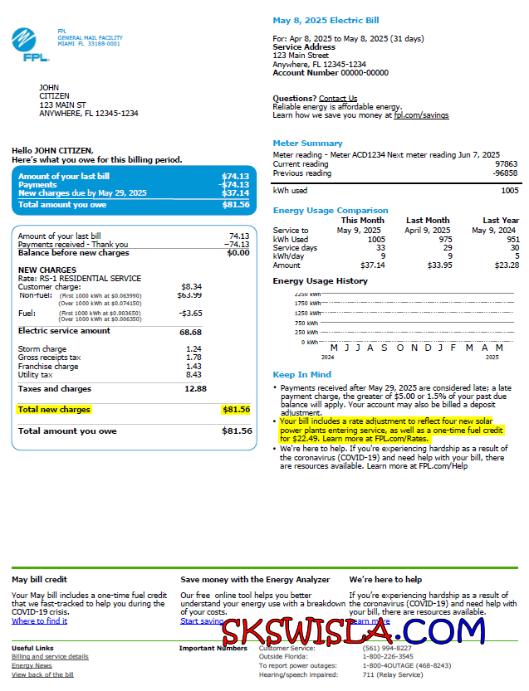 FPL
GENERAL MAIL FACILITY
MIAMI FL 33188-0001
FPL.
JOHN
CITIZEN
123 MAIN ST
ANYWHERE, FL 12345-1234
May 8, 2025 Electric Bill
For: Apr 8, 2025 to May 8, 2025 (31 days)
Service Address
123 Main Street
Anywhere, FL 12345-1234
Account Number 00000-00000
Questions? Contact Us
Reliable energy is affordable energy.
Learn how we save you money at fpl.com/savings
Hello JOHN CITIZEN,
Here's what you owe for this billing period.
Amount of your last bill $74.13
Payments −$74.13
New charges due by May 29, 2025 $37.14
Total amount you owe $81.56
Amount of your last bill 74.13
Payments received - Thank you −74.13
Balance before new charges $0.00
NEW CHARGES
Rate: RS-1 RESIDENTIAL SERVICE
Customer charge: $8.34
Non-fuel: (First 1000 kWh at $0.063990) $63.99
(Over 1000 kWh at $0.074150)
Fuel: (First 1000 kWh at $0.003650) -$3.65
(Over 1000 kWh at $0.006350)
Electric service amount 68.68
Storm charge 1.24
Gross receipts tax 1.78
Franchise charge 1.43
Utility tax 8.43
Taxes and charges 12.88
Total new charges $81.56
Total amount you owe $81.56
Meter Summary
Meter reading - Meter ACD1234 Next meter reading Jun 7, 2025
Current reading 97863
Previous reading -96858
kWh used 1005
Energy Usage Comparison
This Month Last Month Last Year
Service to May 9, 2025 April 9, 2025 May 9, 2024
kWh Used 1005 975 951
Service days 33 29 30
kWh/day 9 9 5
Amount $37.14 $33.95 $23.28
Energy Usage History
2250 kWh
1250 kWh
750 kWh
250 kWh
0 kWh
M J J A S O N D J F M A M
2024 2025
Keep In Mind
• Payments received after May 29, 2025 are considered late; a late
payment charge, the greater of $5.00 or 1.5% of your past due
balance will apply. Your account may also be billed a deposit
adjustment.
• Your bill includes a rate adjustment to reflect four new solar
power plants entering service, as well as a one-time fuel credit
for $22.49. Learn more at FPL.com/Rates.
• We're here to help. If you're experiencing hardship as a result of
the coronavirus (COVID-19) and need help with your bill, there
are resources available. Learn more at FPL.com/Help
May bill credit
Your May bill includes a one-time fuel credit
that we fast-tracked to help you during the
COVID-19 crisis.
Where to find it
Save money with the Energy Analyzer
Our free online tool helps you better
understand your energy use with a breakdown
of your costs.
Start saving
We're here to help
If you're experiencing hardship as a result of
the coronavirus (COVID-19) and need help with
your bill, there are resources available.
Learn more
SKSWISLA.COM
Useful Links
Billing and service details
Energy News
View back of the bill
Important Numbers
Customer Service: (561) 994-8227
Outside Florida: 1-800-226-3545
To report power outages: 1-800-4OUTAGE (468-8243)
Hearing/speech impaired: 711 (Relay Service)